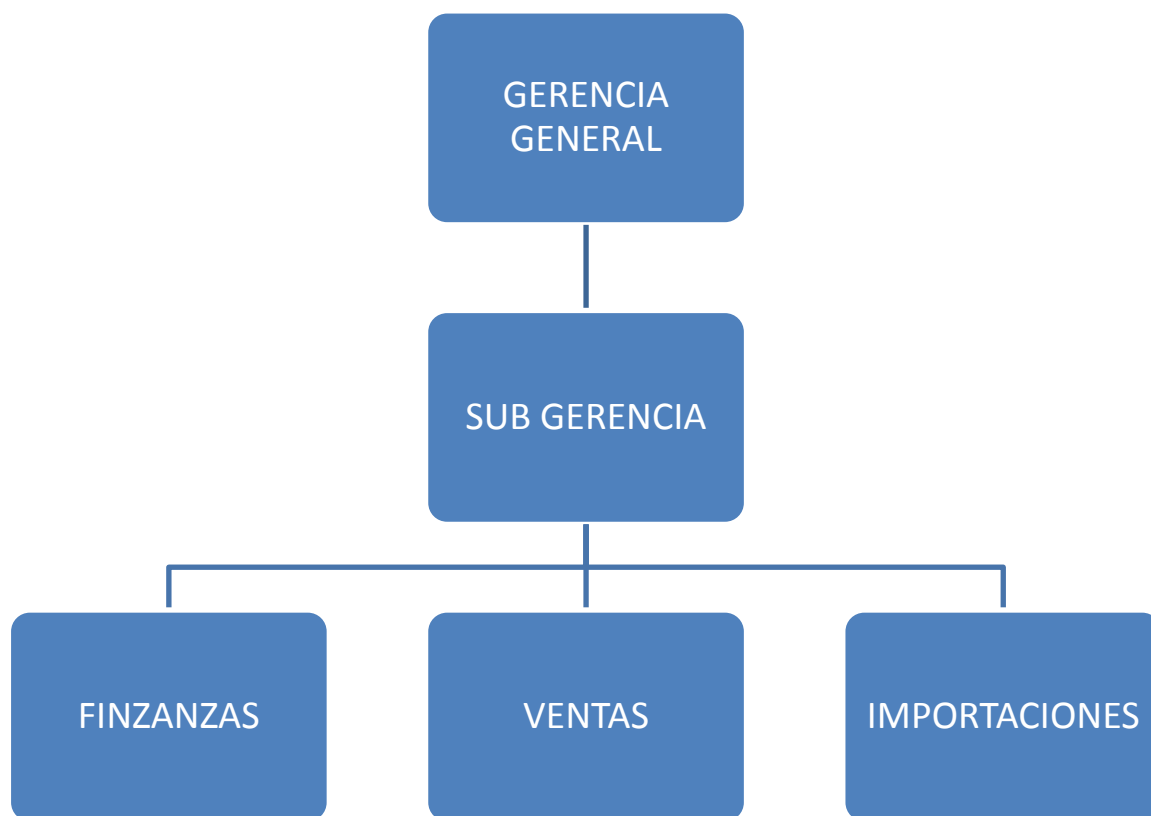 GERENCIA
GENERAL
SUB GERENCIA
FINZANZAS
VENTAS
IMPORTACIONES